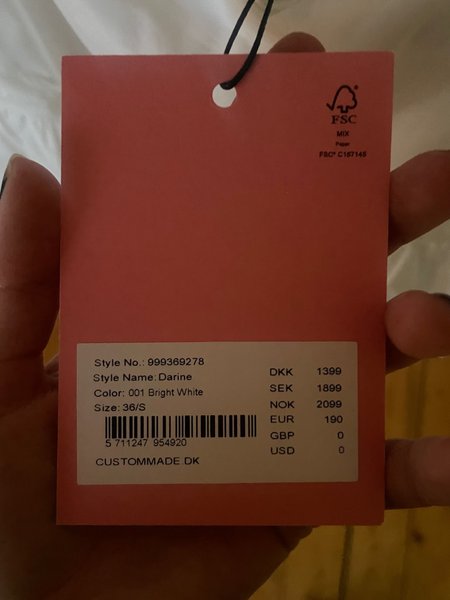 FSC
MIX
Paper
FSC® C167145
Style No.: 999369278
Style Name: Darine
Color: 001 Bright White
Size: 36/S
5 711247 954920
CUSTOMMADE DK
DKK 1399
SEK 1899
NOK 2099
EUR 190
GBP 0
USD 0